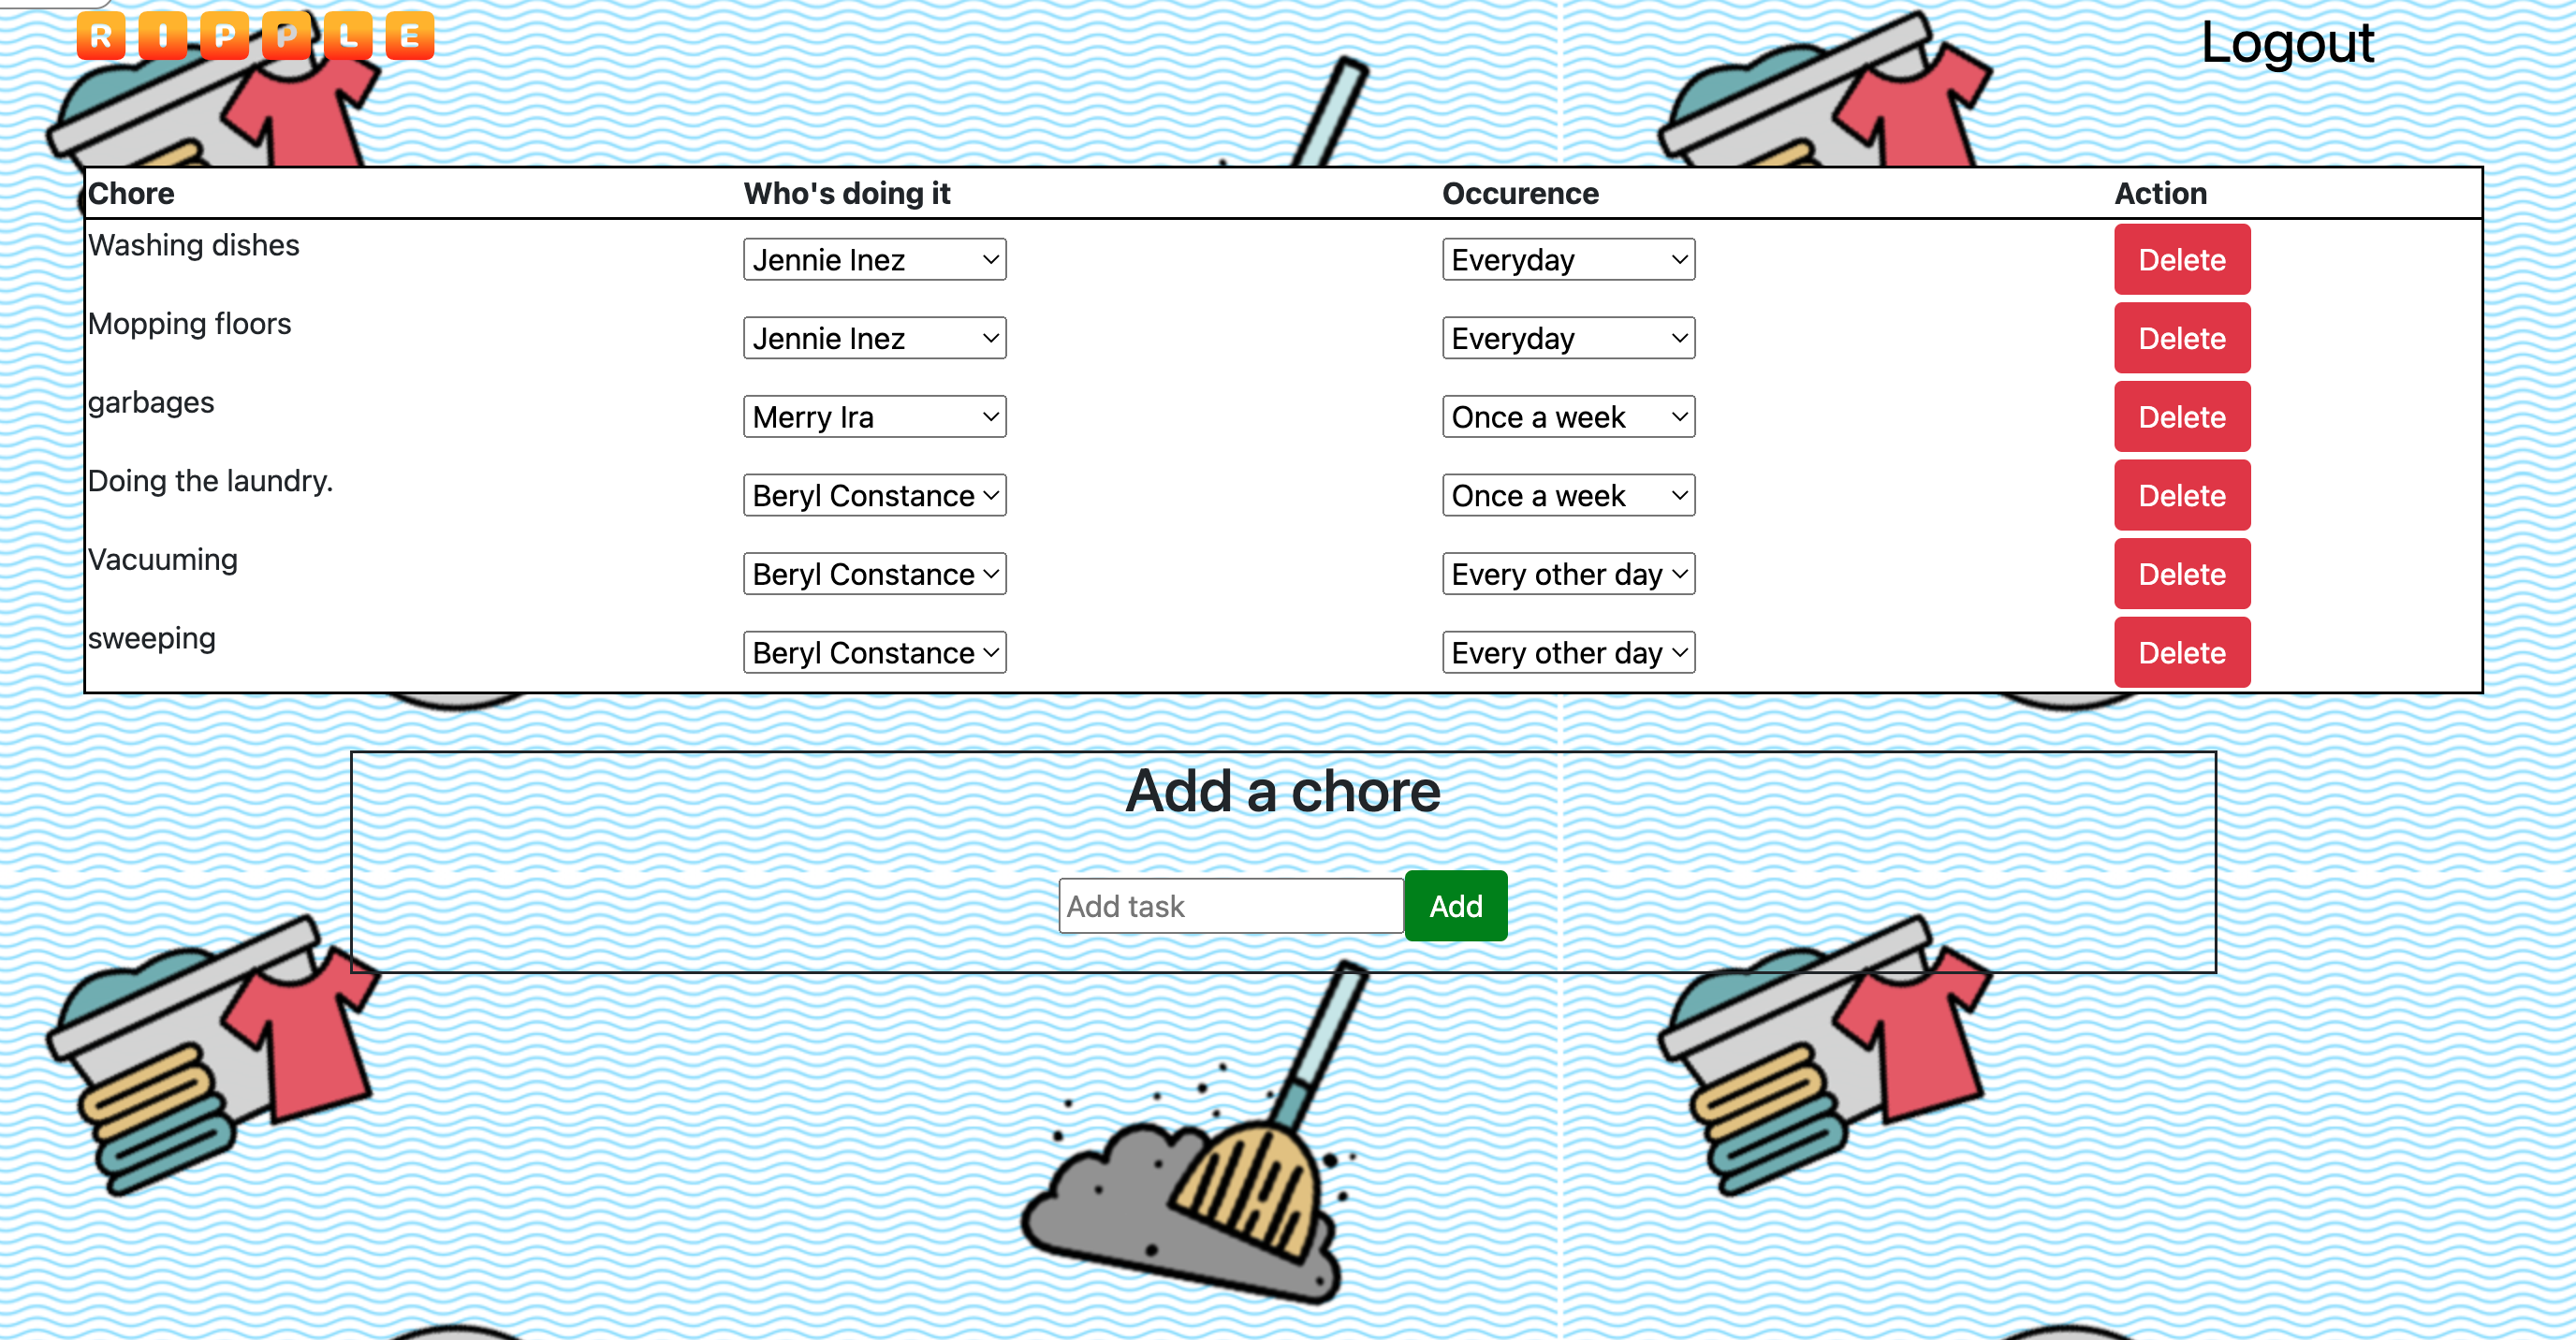 RIPPLE
Logout
Chore Who's doing it Occurence Action
Washing dishes Jennie Inez Everyday Delete
Mopping floors Jennie Inez Everyday Delete
garbages Merry Ira Once a week Delete
Doing the laundry. Beryl Constance Once a week Delete
Vacuuming Beryl Constance Every other day Delete
sweeping Beryl Constance Every other day Delete
Add a chore
Add task Add